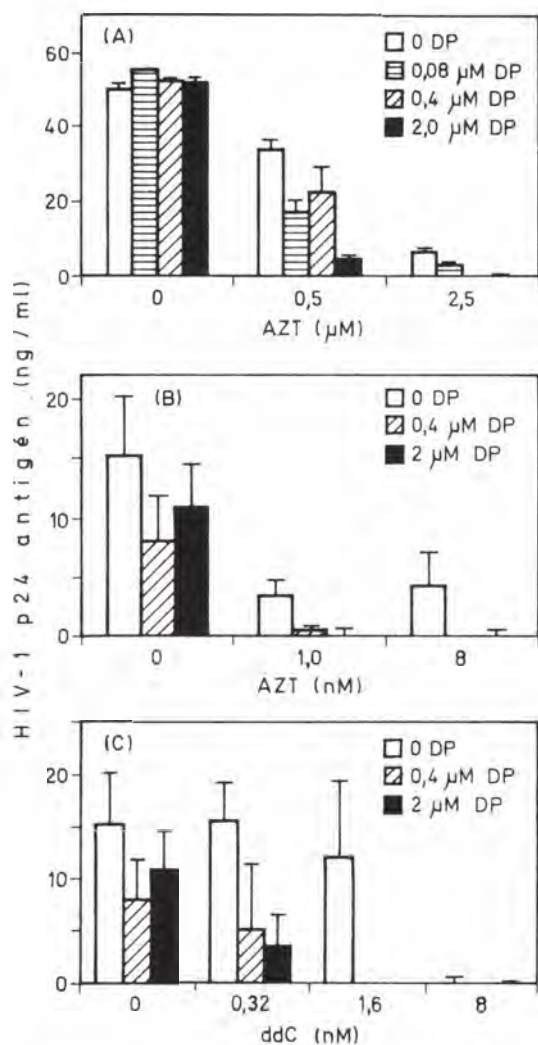 HIV-1 p24 antigén (ng / ml)
(A)
0 DP
0,08 µM DP
0,4 µM DP
2,0 µM DP
60
40
20
0
0 0,5 2,5
AZT (µM)
(B)
0 DP
0,4 µM DP
2 µM DP
20
10
0
0 1,0 8
AZT (nM)
(C)
0 DP
0,4 µM DP
2 µM DP
20
10
0
0 0,32 1,6 8
ddC (nM)